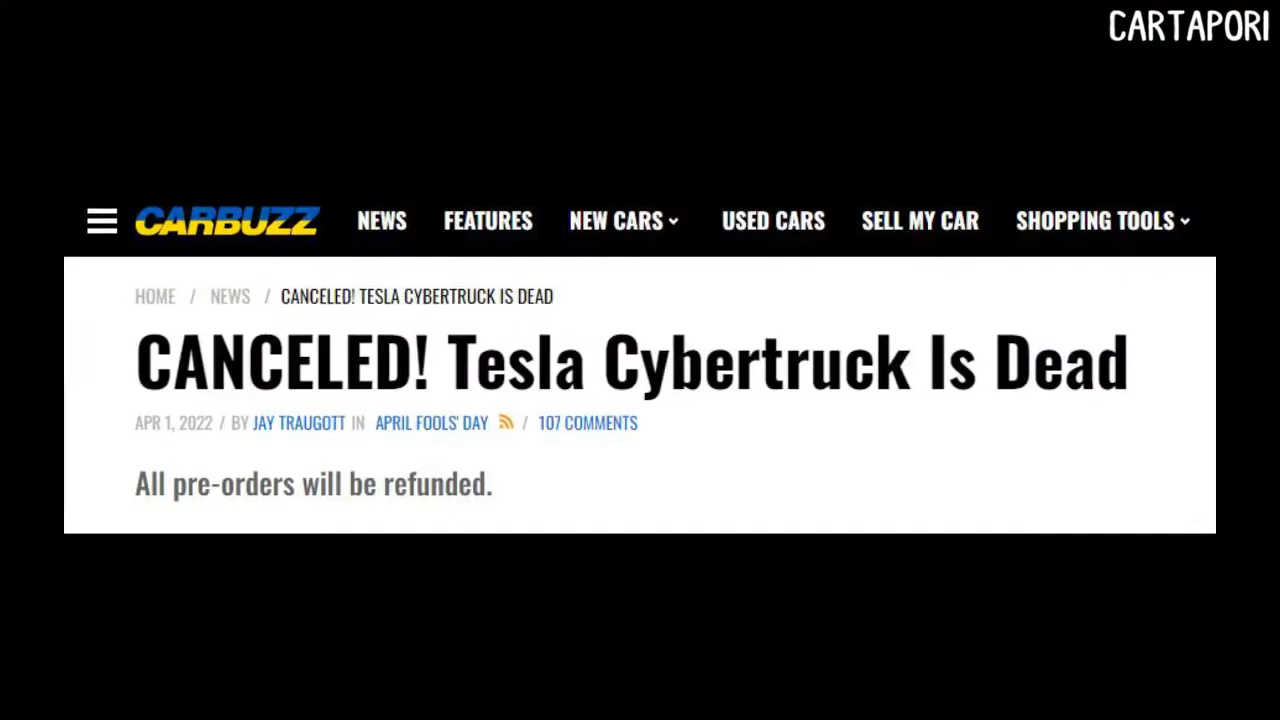 CARTAPORI
CARBUZZ NEWS FEATURES NEW CARS USED CARS SELL MY CAR SHOPPING TOOLS
HOME / NEWS / CANCELED! TESLA CYBERTRUCK IS DEAD
CANCELED! Tesla Cybertruck Is Dead
APR 1, 2022 / BY JAY TRAUGOTT IN APRIL FOOLS' DAY / 107 COMMENTS
All pre-orders will be refunded.